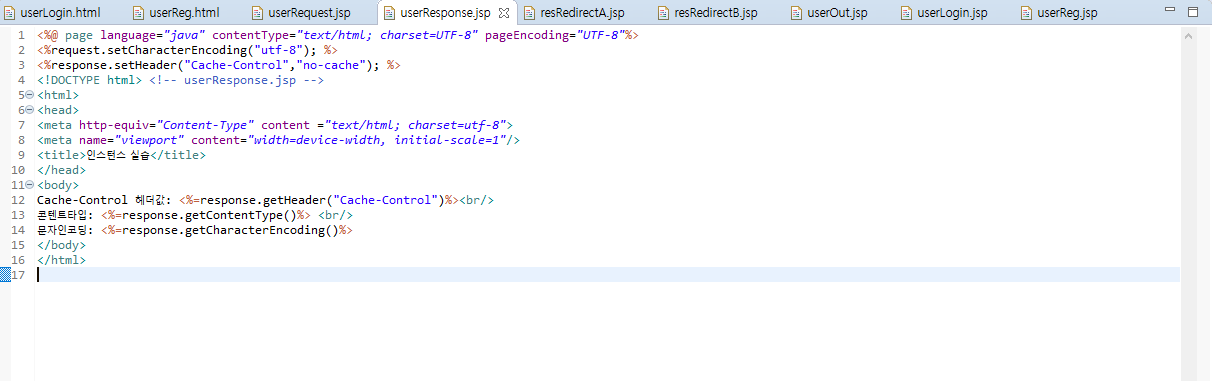 userLogin.html userReg.html userRequest.jsp userResponse.jsp resRedirectA.jsp resRedirectB.jsp userOut.jsp userLogin.jsp userReg.jsp
1 <%@ page language="java" contentType="text/html; charset=UTF-8" pageEncoding="UTF-8"%>
2 <%request.setCharacterEncoding("utf-8"); %>
3 <%response.setHeader("Cache-Control","no-cache"); %>
4 <!DOCTYPE html> <!-- userResponse.jsp -->
5 <html>
6 <head>
7 <meta http-equiv="Content-Type" content ="text/html; charset=utf-8">
8 <meta name="viewport" content="width=device-width, initial-scale=1"/>
9 <title>인스턴스 실습</title>
10 </head>
11 <body>
12 Cache-Control 헤더값: <%=response.getHeader("Cache-Control")%><br/>
13 콘텐트타입: <%=response.getContentType()%> <br/>
14 문자인코딩: <%=response.getCharacterEncoding()%>
15 </body>
16 </html>
17